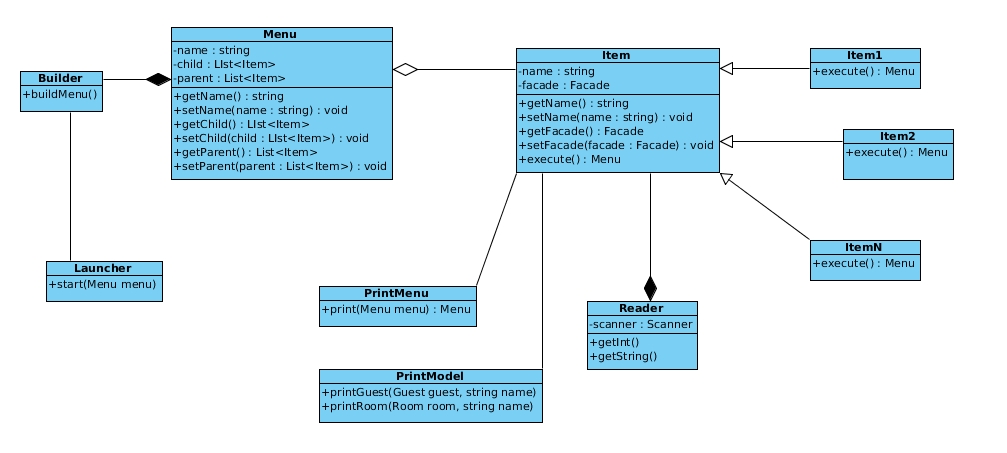 Menu
-name : string
-child : LIst<Item>
-parent : List<Item>
+getName() : string
+setName(name : string) : void
+getChild() : LIst<Item>
+setChild(child : LIst<Item>) : void
+getParent() : List<Item>
+setParent(parent : List<Item>) : void
Builder
+buildMenu()
Item
-name : string
-facade : Facade
+getName() : string
+setName(name : string) : void
+getFacade() : Facade
+setFacade(facade : Facade) : void
+execute() : Menu
Item1
+execute() : Menu
Item2
+execute() : Menu
ItemN
+execute() : Menu
Launcher
+start(Menu menu)
PrintMenu
+print(Menu menu) : Menu
Reader
-scanner : Scanner
+getInt()
+getString()
PrintModel
+printGuest(Guest guest, string name)
+printRoom(Room room, string name)